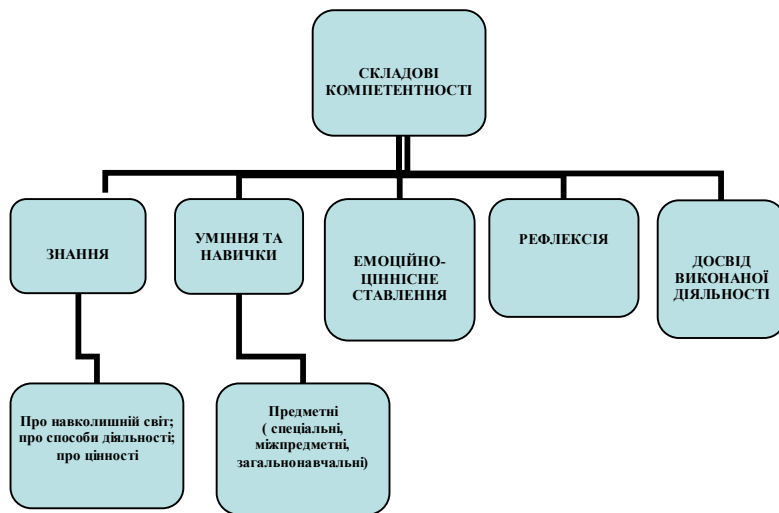 СКЛАДОВІ
КОМПЕТЕНТНОСТІ
ЗНАННЯ
УМІННЯ ТА
НАВИЧКИ
ЕМОЦІЙНО-
ЦІННІСНЕ
СТАВЛЕННЯ
РЕФЛЕКСІЯ
ДОСВІД
ВИКОНАНОЇ
ДІЯЛЬНОСТІ
Про навколишній світ;
про способи діяльності;
про цінності
Предметні
( спеціальні,
міжпредметні,
загальнонавчальні)